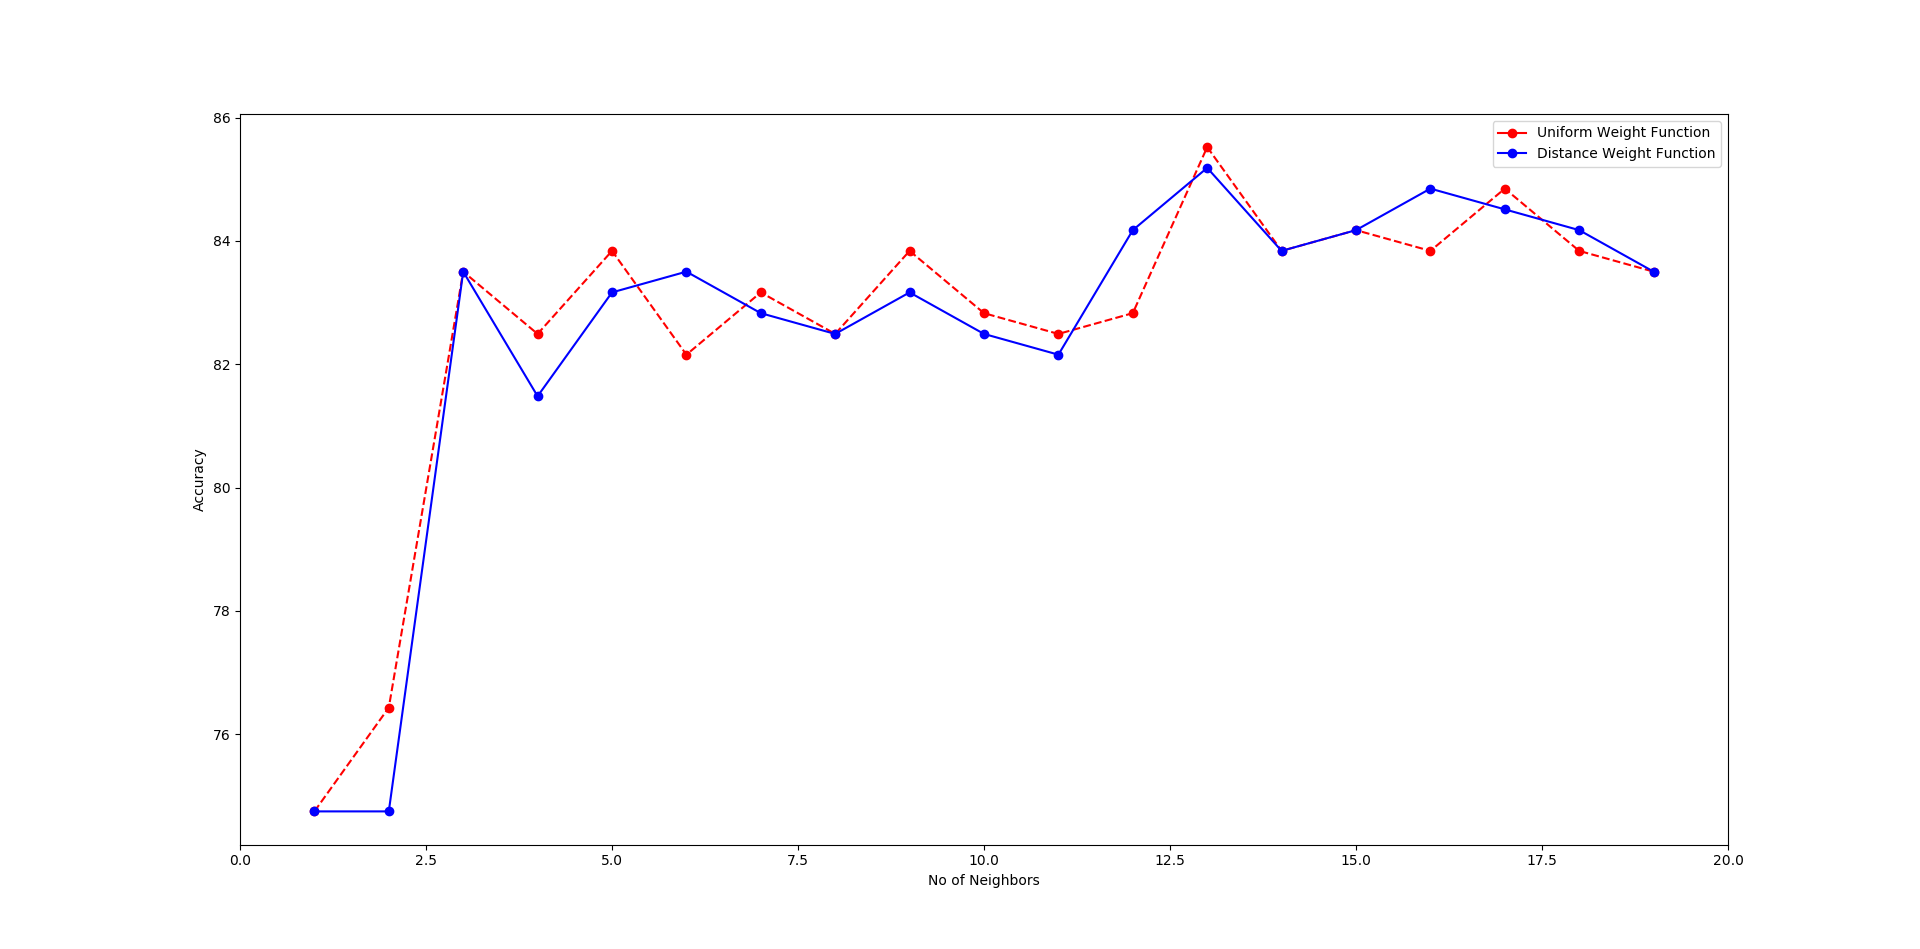 86
84
82
80
78
76
Accuracy
0.0 2.5 5.0 7.5 10.0 12.5 15.0 17.5 20.0
No of Neighbors
Uniform Weight Function
Distance Weight Function